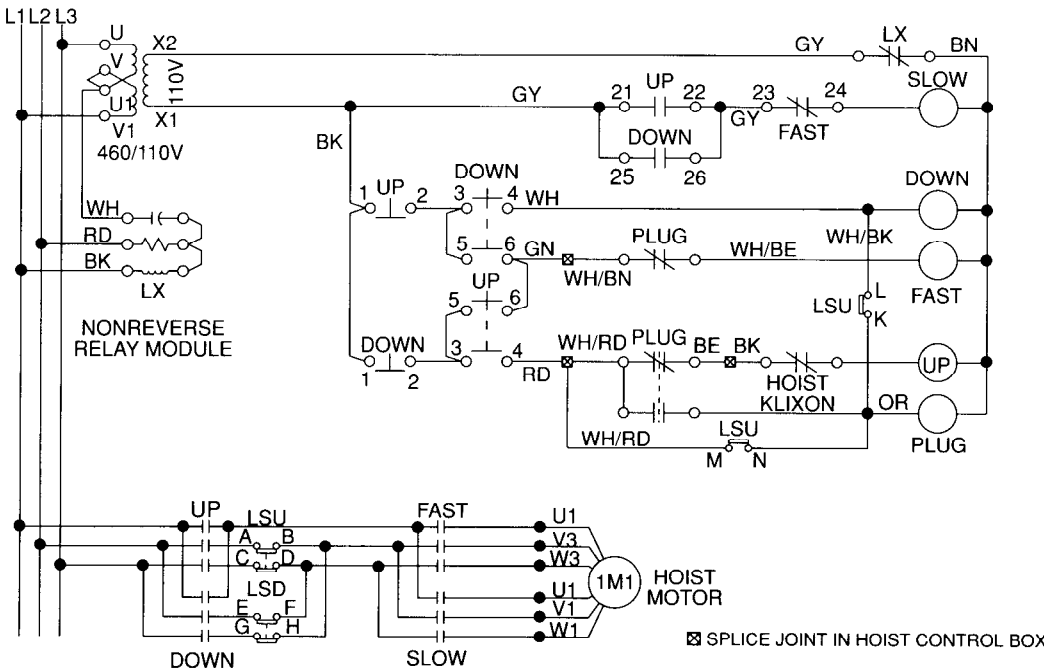 L1 L2 L3
U
V
U1
V1
460/110V
X2
110V
X1
GY
LX
BN
SLOW
GY
21 UP 22
GY
23 24
FAST
DOWN
25 26
BK
DOWN
1 UP 2
3 4
WH
DOWN
WH/BK
5 6
GN
WH/BN
PLUG
WH/BE
FAST
WH
RD
BK
LX
NONREVERSE
RELAY MODULE
UP
5 6
LSU
L
K
DOWN
1 2
3 4
RD
WH/RD
PLUG
BE
BK
HOIST
KLIXON
UP
OR
PLUG
WH/RD
LSU
M N
UP
LSU
A B
C D
LSD
E F
G H
DOWN
FAST
SLOW
U1
V3
W3
U1
V1
W1
1M1
HOIST
MOTOR
SPLICE JOINT IN HOIST CONTROL BOX